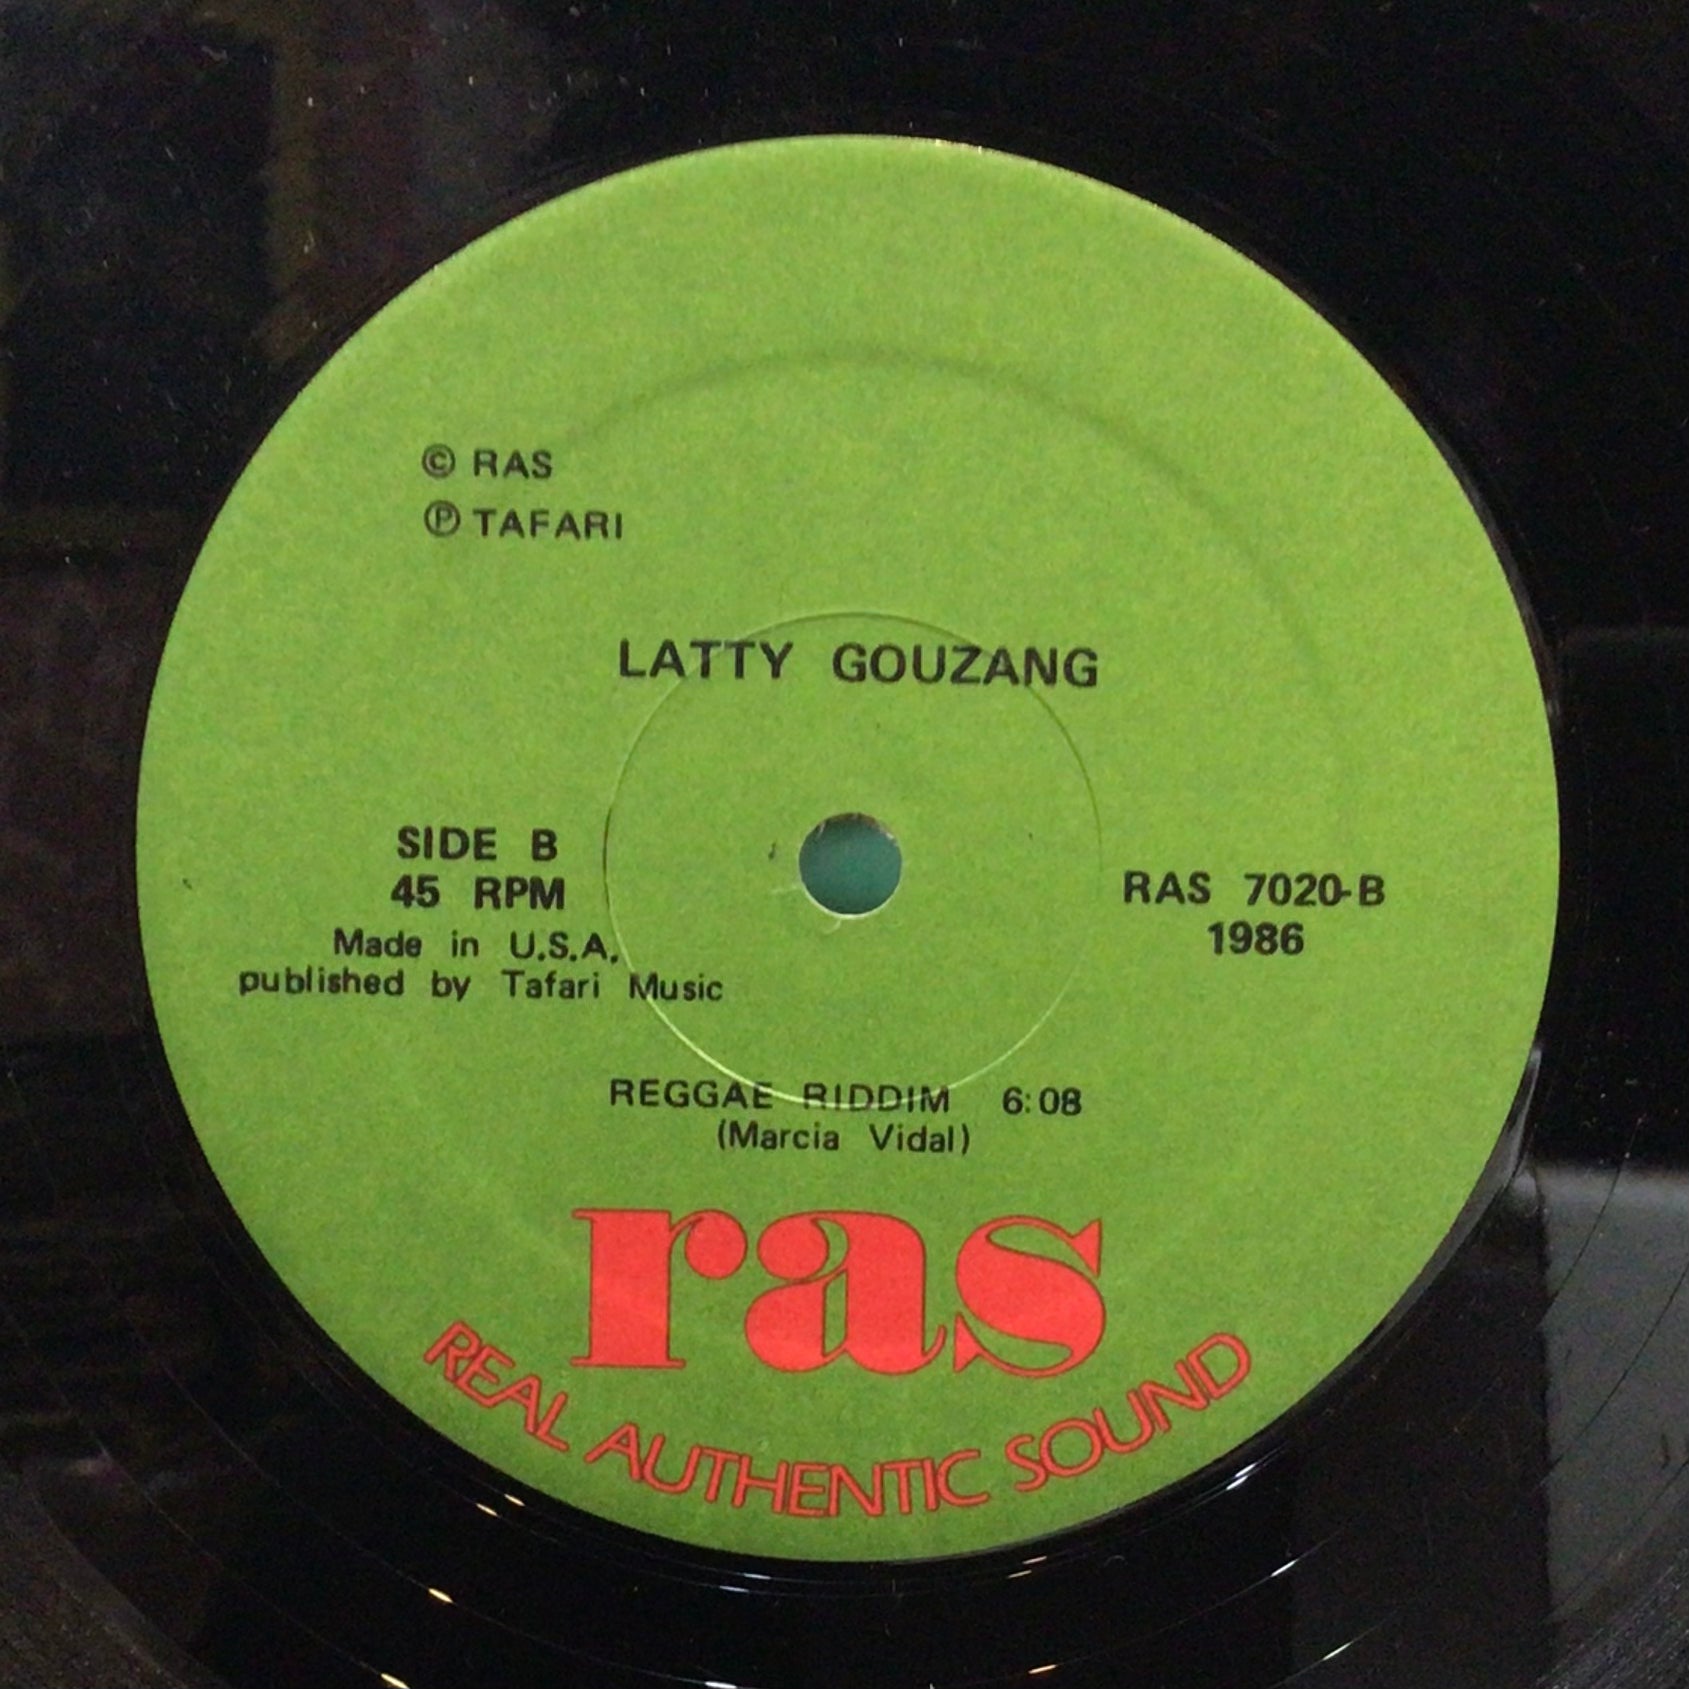 © RAS
℗ TAFARI
LATTY GOUZANG
SIDE B
45 RPM
Made in U.S.A.
published by Tafari Music
RAS 7020-B
1986
REGGAE RIDDIM 6:08
(Marcia Vidal)
ras
REAL AUTHENTIC SOUND